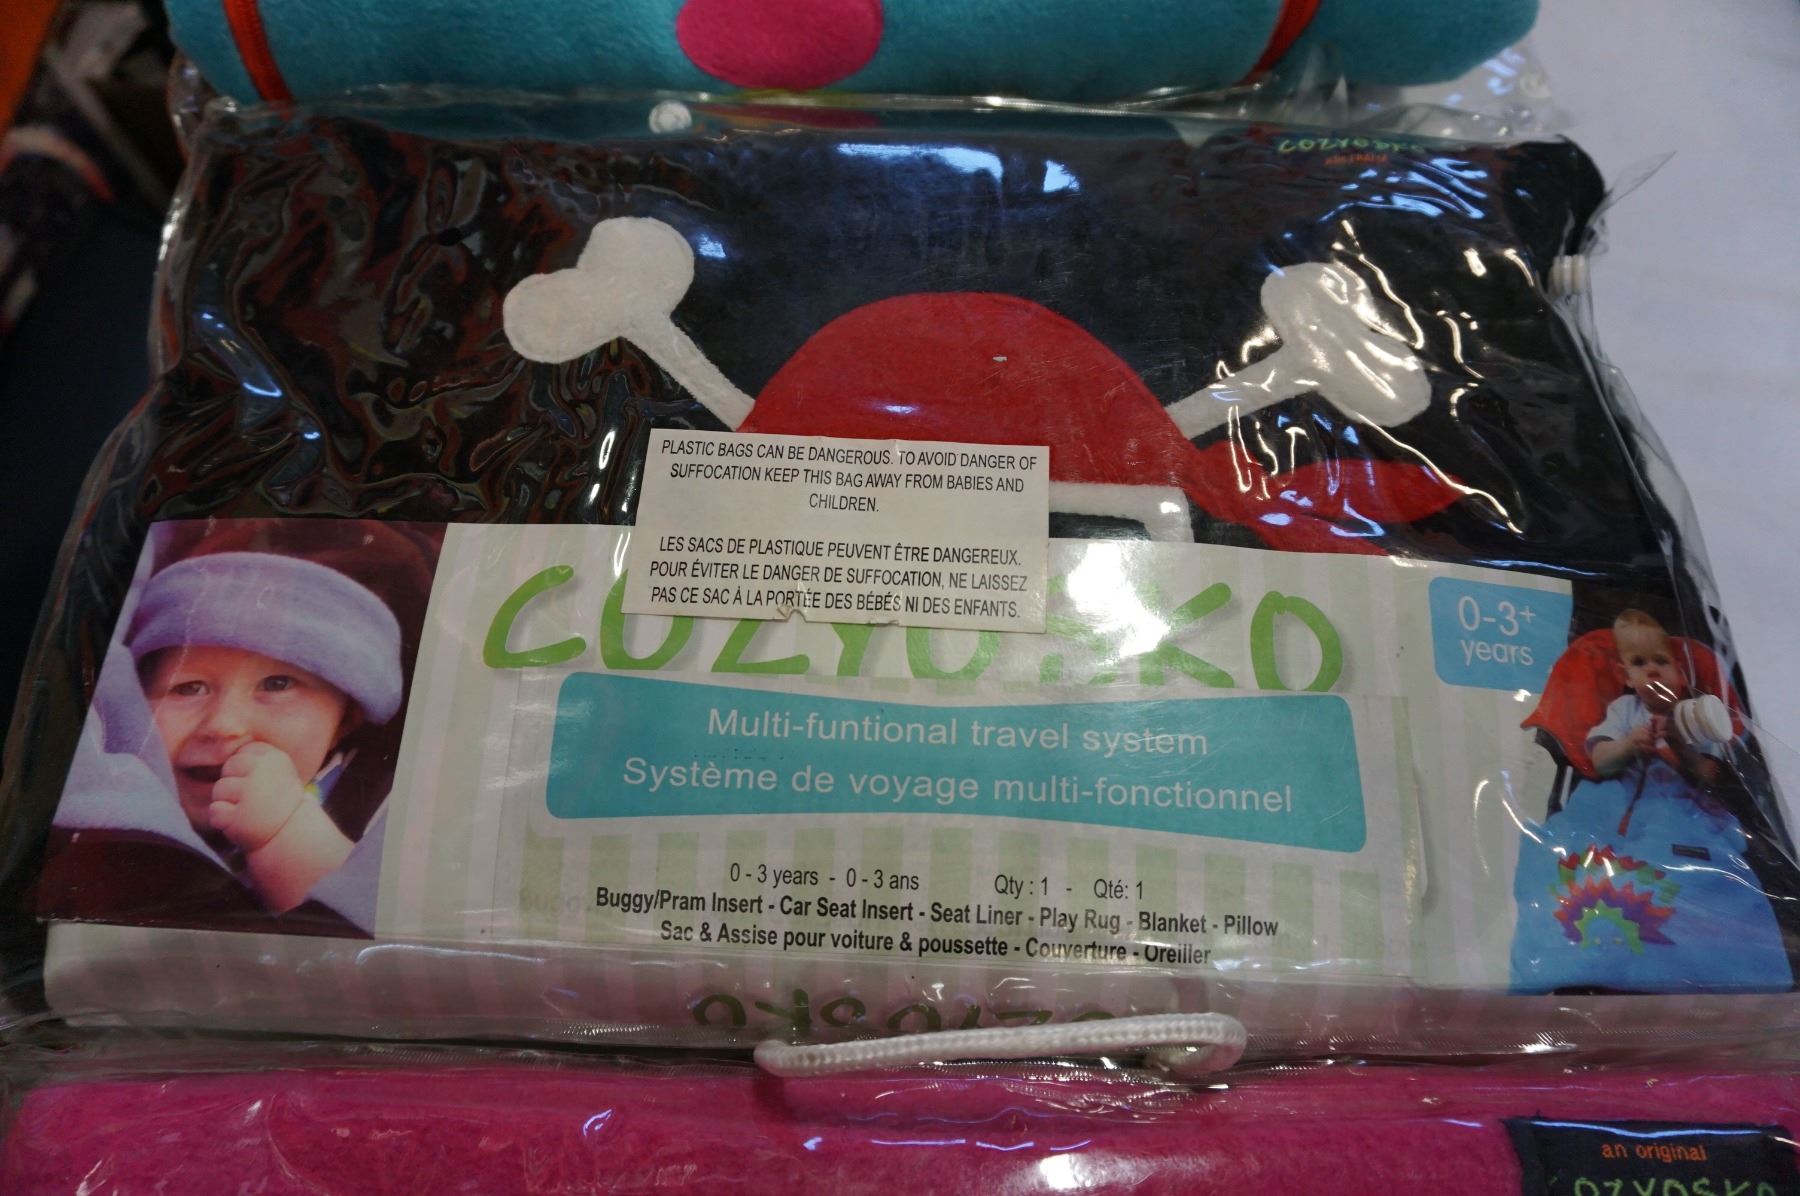 COZYOSKO
PLASTIC BAGS CAN BE DANGEROUS. TO AVOID DANGER OF
SUFFOCATION KEEP THIS BAG AWAY FROM BABIES AND
CHILDREN.
LES SACS DE PLASTIQUE PEUVENT ÊTRE DANGEREUX.
POUR ÉVITER LE DANGER DE SUFFOCATION, NE LAISSEZ
PAS CE SAC À LA PORTÉE DES BÉBÉS NI DES ENFANTS.
COZYOSKO
0-3+
years
Multi-funtional travel system
Système de voyage multi-fonctionnel
0 - 3 years - 0 - 3 ans Qty : 1 - Qté: 1
Buggy/Pram Insert - Car Seat Insert - Seat Liner - Play Rug - Blanket - Pillow
Sac & Assise pour voiture & poussette - Couverture - Oreiller
COZYOSKO
an original
COZYOSKO